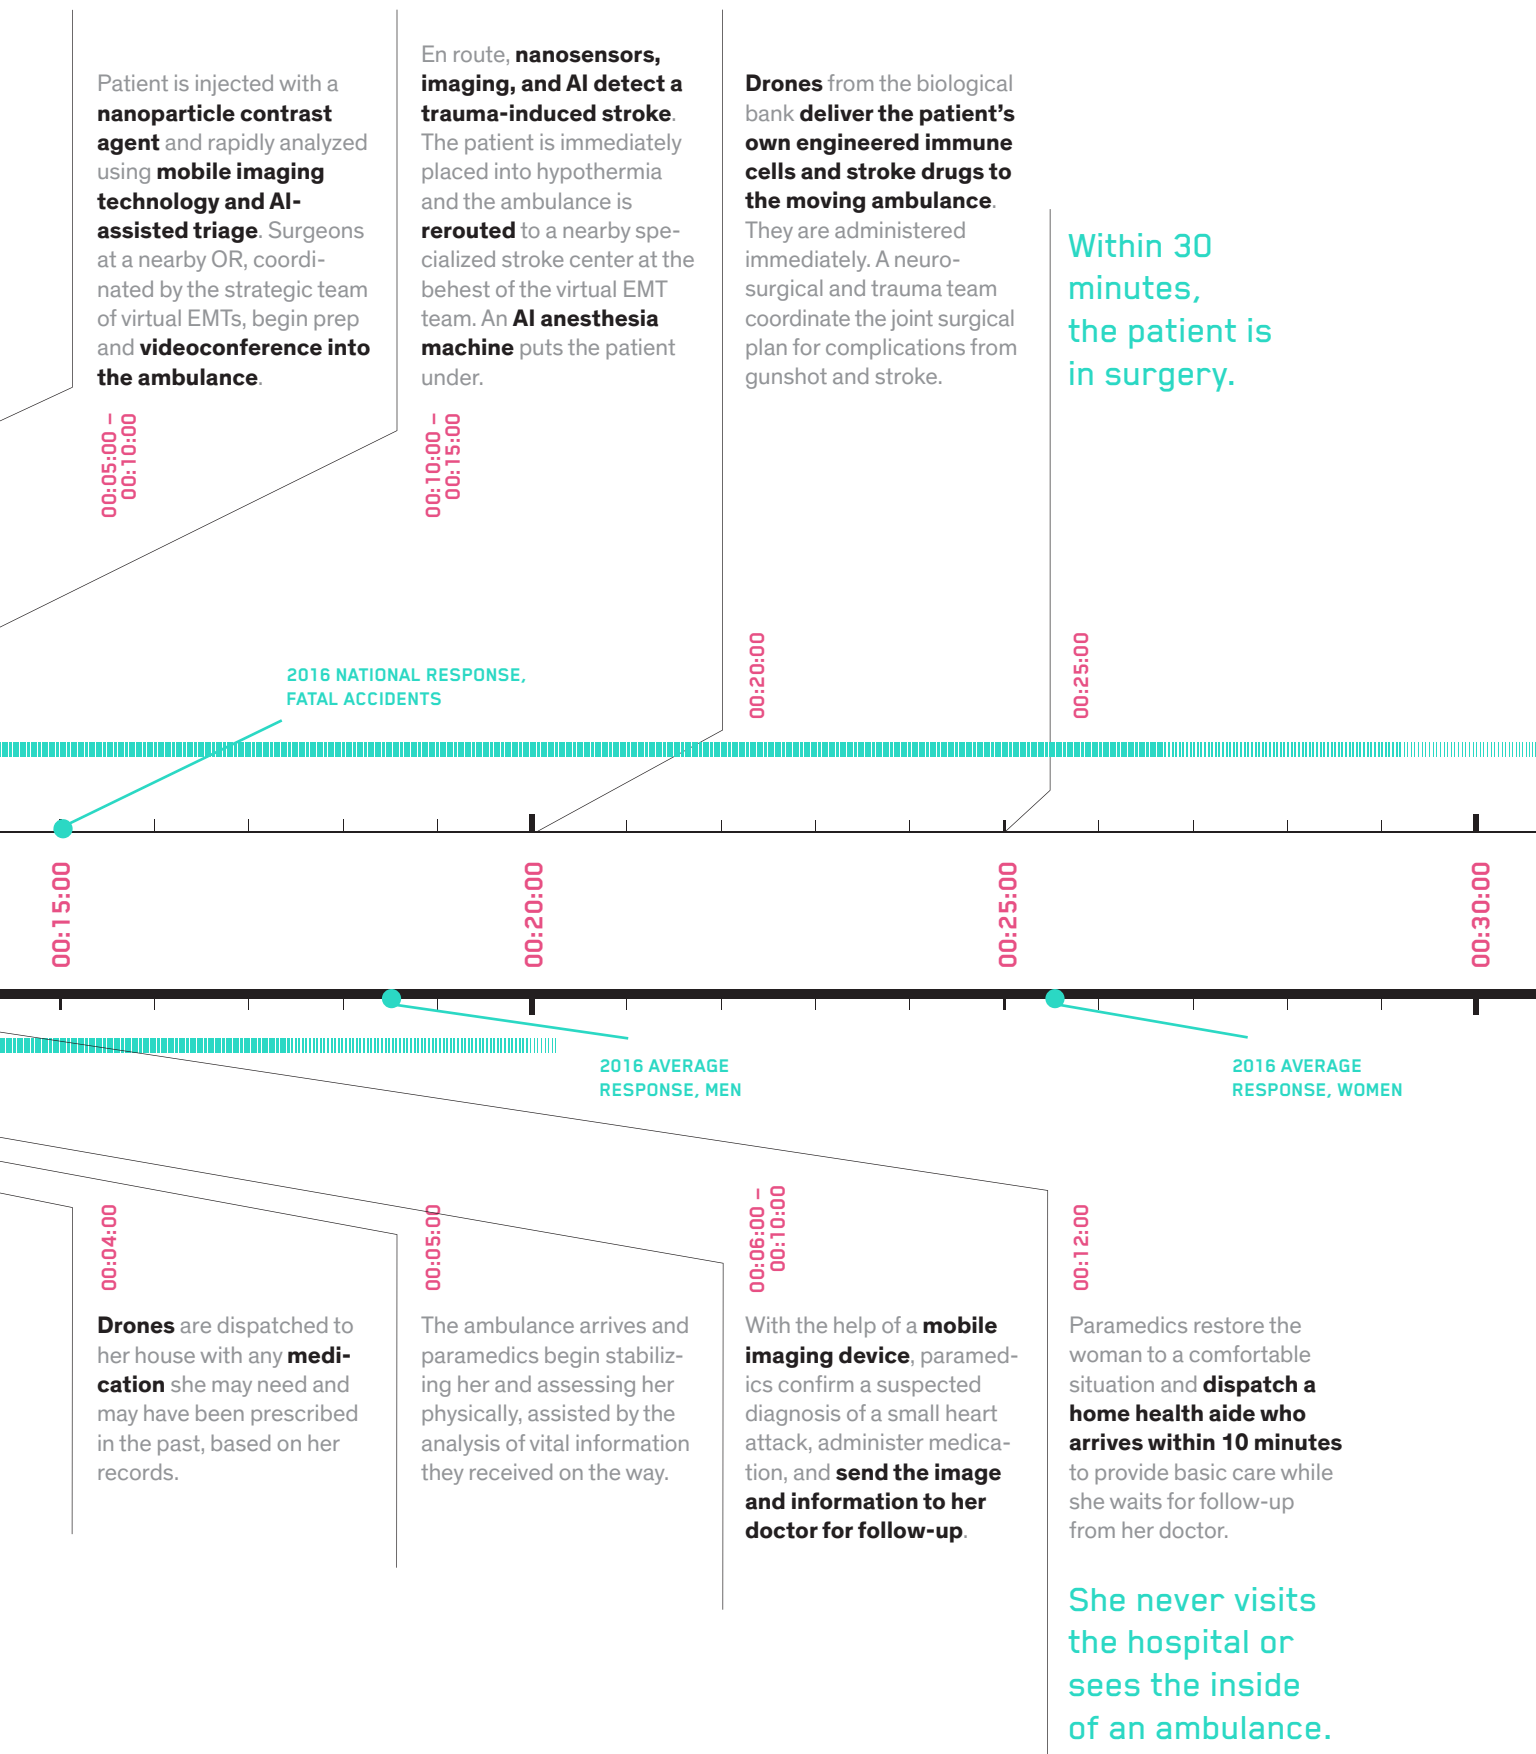 Patient is injected with a
nanoparticle contrast
agent and rapidly analyzed
using mobile imaging
technology and AI-
assisted triage. Surgeons
at a nearby OR, coordi-
nated by the strategic team
of virtual EMTs, begin prep
and videoconference into
the ambulance.
00:05:00 –
00:10:00
En route, nanosensors,
imaging, and AI detect a
trauma-induced stroke.
The patient is immediately
placed into hypothermia
and the ambulance is
rerouted to a nearby spe-
cialized stroke center at the
behest of the virtual EMT
team. An AI anesthesia
machine puts the patient
under.
00:10:00 –
00:15:00
Drones from the biological
bank deliver the patient’s
own engineered immune
cells and stroke drugs to
the moving ambulance.
They are administered
immediately. A neuro-
surgical and trauma team
coordinate the joint surgical
plan for complications from
gunshot and stroke.
00:20:00
Within 30
minutes,
the patient is
in surgery.
00:25:00
2016 NATIONAL RESPONSE,
FATAL ACCIDENTS
00:15:00
00:20:00
00:25:00
00:30:00
2016 AVERAGE
RESPONSE, MEN
2016 AVERAGE
RESPONSE, WOMEN
00:04:00
Drones are dispatched to
her house with any medi-
cation she may need and
may have been prescribed
in the past, based on her
records.
00:05:00
The ambulance arrives and
paramedics begin stabiliz-
ing her and assessing her
physically, assisted by the
analysis of vital information
they received on the way.
00:06:00 –
00:10:00
With the help of a mobile
imaging device, paramed-
ics confirm a suspected
diagnosis of a small heart
attack, administer medica-
tion, and send the image
and information to her
doctor for follow-up.
00:12:00
Paramedics restore the
woman to a comfortable
situation and dispatch a
home health aide who
arrives within 10 minutes
to provide basic care while
she waits for follow-up
from her doctor.
She never visits
the hospital or
sees the inside
of an ambulance.